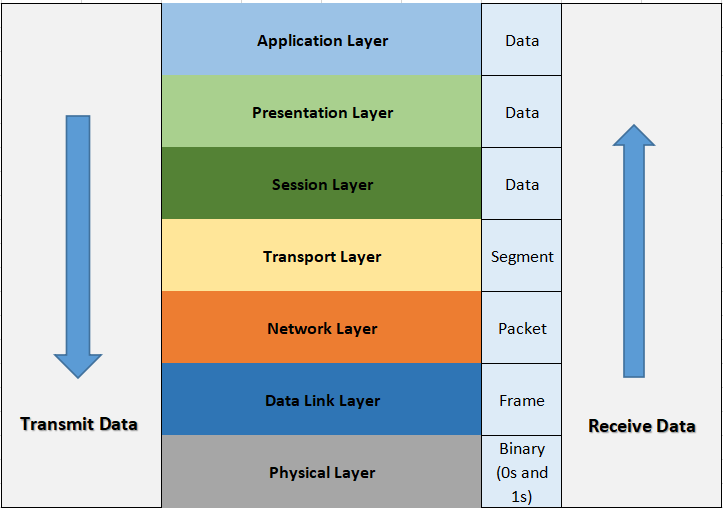 Application Layer
Data
Presentation Layer
Data
Session Layer
Data
Transport Layer
Segment
Network Layer
Packet
Data Link Layer
Frame
Transmit Data
Receive Data
Physical Layer
Binary
(0s and
1s)